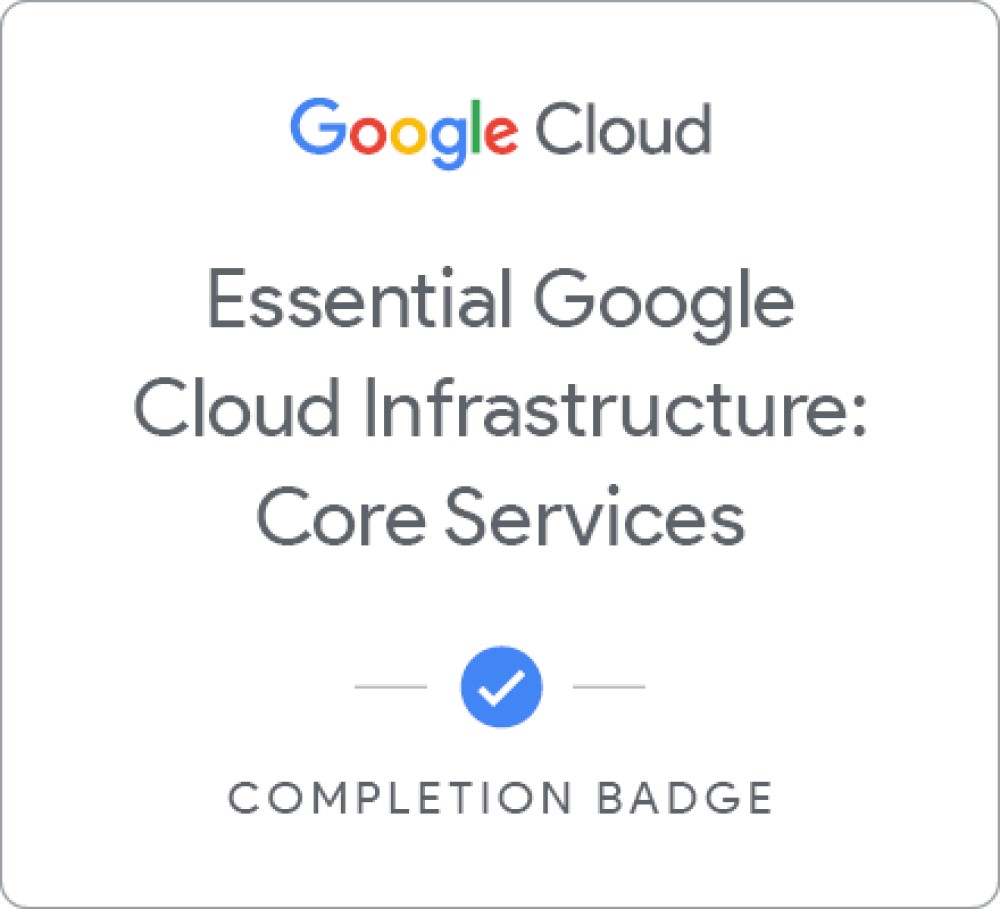 Google Cloud
Essential Google
Cloud Infrastructure:
Core Services
COMPLETION BADGE